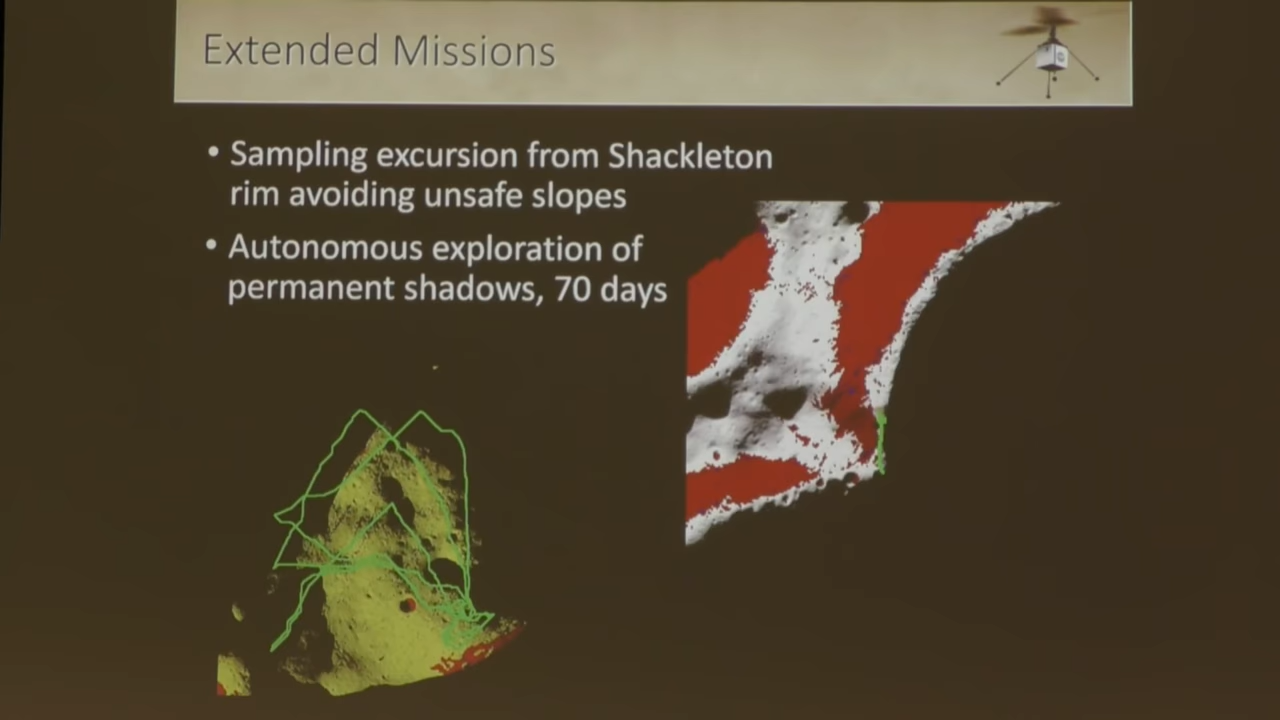 Extended Missions
• Sampling excursion from Shackleton
rim avoiding unsafe slopes
• Autonomous exploration of
permanent shadows, 70 days